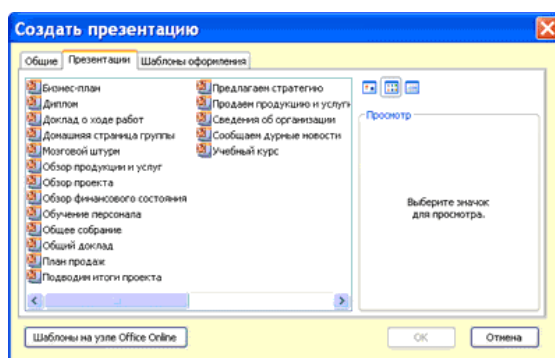 Создать презентацию
Общие
Презентации
Шаблоны оформления
Бизнес-план
Диплом
Доклад о ходе работ
Домашняя страница группы
Мозговой штурм
Обзор продукции и услуг
Обзор проекта
Обзор финансового состояния
Обучение персонала
Общее собрание
Общий доклад
План продаж
Подводим итоги проекта
Предлагаем стратегию
Продаем продукцию и услуги
Сведения об организации
Сообщаем дурные новости
Учебный курс
Просмотр
Выберите значок
для просмотра.
Шаблоны на узле Office Online
ОК
Отмена